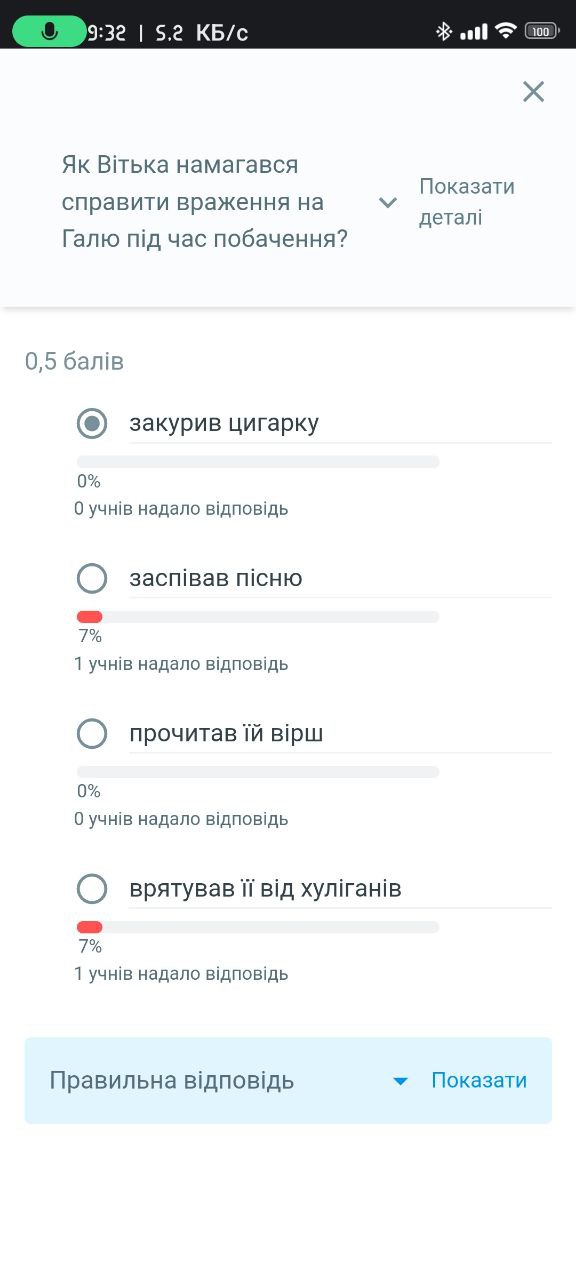 9:32 | 5,2 КБ/с
100
Як Вітька намагався
справити враження на
Галю під час побачення?
Показати
деталі
0,5 балів
закурив цигарку
0%
0 учнів надало відповідь
заспівав пісню
7%
1 учнів надало відповідь
прочитав їй вірш
0%
0 учнів надало відповідь
врятував її від хуліганів
7%
1 учнів надало відповідь
Правильна відповідь
Показати